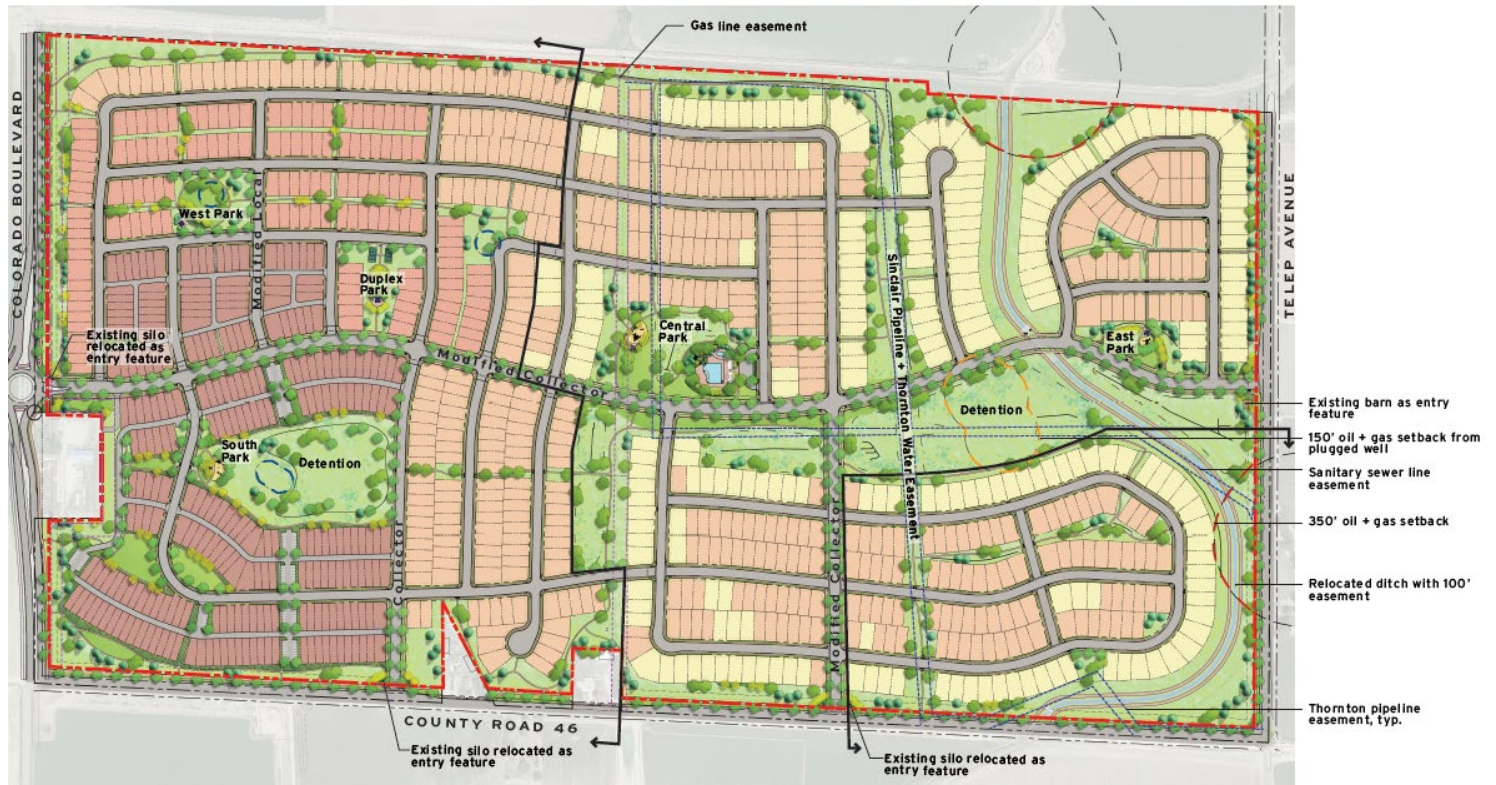 Gas line easement
COLORADO BOULEVARD
TELEP AVENUE
West Park
Modified Local
Duplex
Park
Sinclair Pipeline + Thornton Water Easement
Existing silo
relocated as
entry feature
Modified Collector
Central
Park
East
Park
Detention
South
Park
Detention
Collector
Modified Collector
Existing barn as entry
feature
150' oil + gas setback from
plugged well
Sanitary sewer line
easement
350' oil + gas setback
Relocated ditch with 100'
easement
Thornton pipeline
easement, typ.
COUNTY ROAD 46
Existing silo relocated as
entry feature
Existing silo relocated as
entry feature